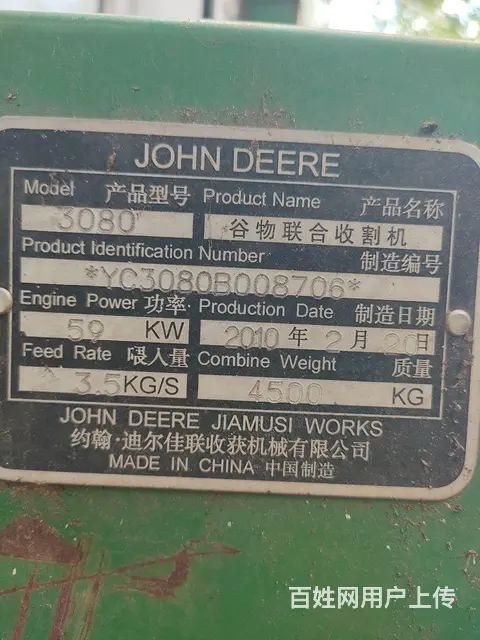 JOHN DEERE
Model 产品型号 Product Name 产品名称
3080 谷物联合收割机
Product Identification Number 制造编号
*YC3080B008706*
Engine Power 功率 Production Date 制造日期
59 KW 2010 年 2 月 20 日
Feed Rate 喂入量 Combine Weight 质量
3.5KG/S 4500 KG
JOHN DEERE JIAMUSI WORKS
约翰·迪尔佳联收获机械有限公司
MADE IN CHINA 中国制造
百姓网用户上传